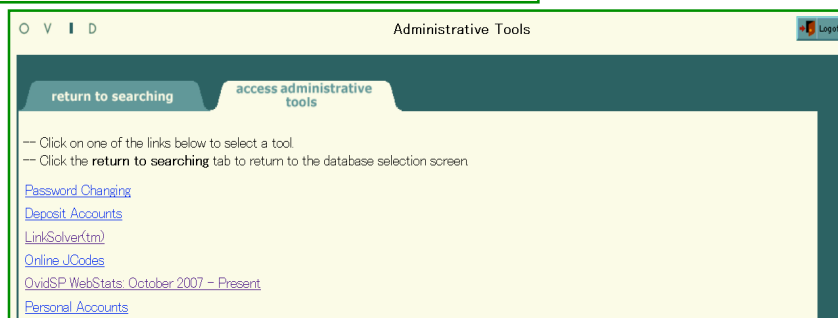 OVID
Administrative Tools
return to searching
access administrative
tools
-- Click on one of the links below to select a tool.
-- Click the return to searching tab to return to the database selection screen.
Password Changing
Deposit Accounts
LinkSolver(tm)
Online JCodes
OvidSP WebStats: October 2007 - Present
Personal Accounts